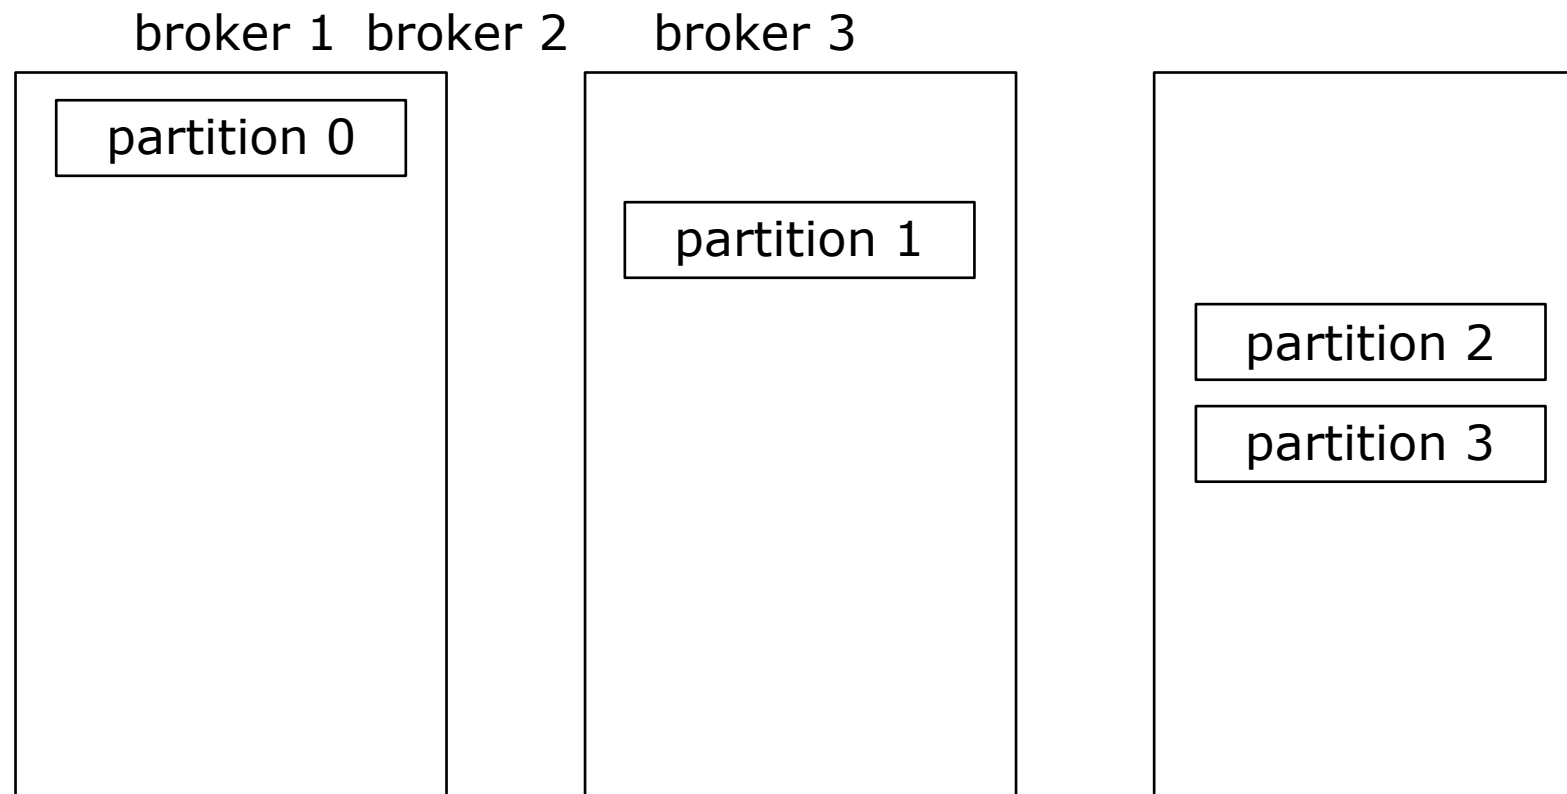 broker 1 broker 2 broker 3
partition 0
partition 1
partition 2
partition 3